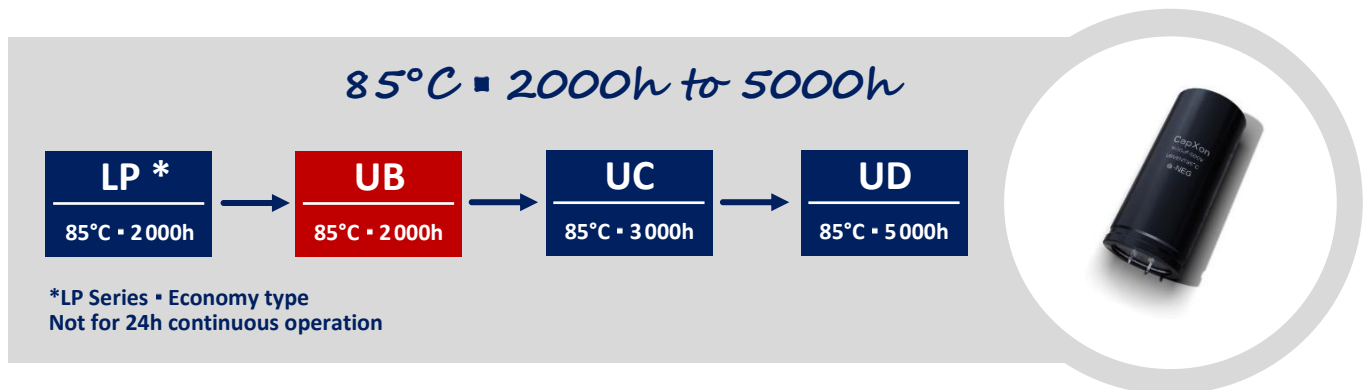 85°C ▪ 2000h to 5000h
LP *
85°C ▪ 2000h
UB
85°C ▪ 2000h
UC
85°C ▪ 3000h
UD
85°C ▪ 5000h
*LP Series ▪ Economy type
Not for 24h continuous operation
CapXon
-NEG